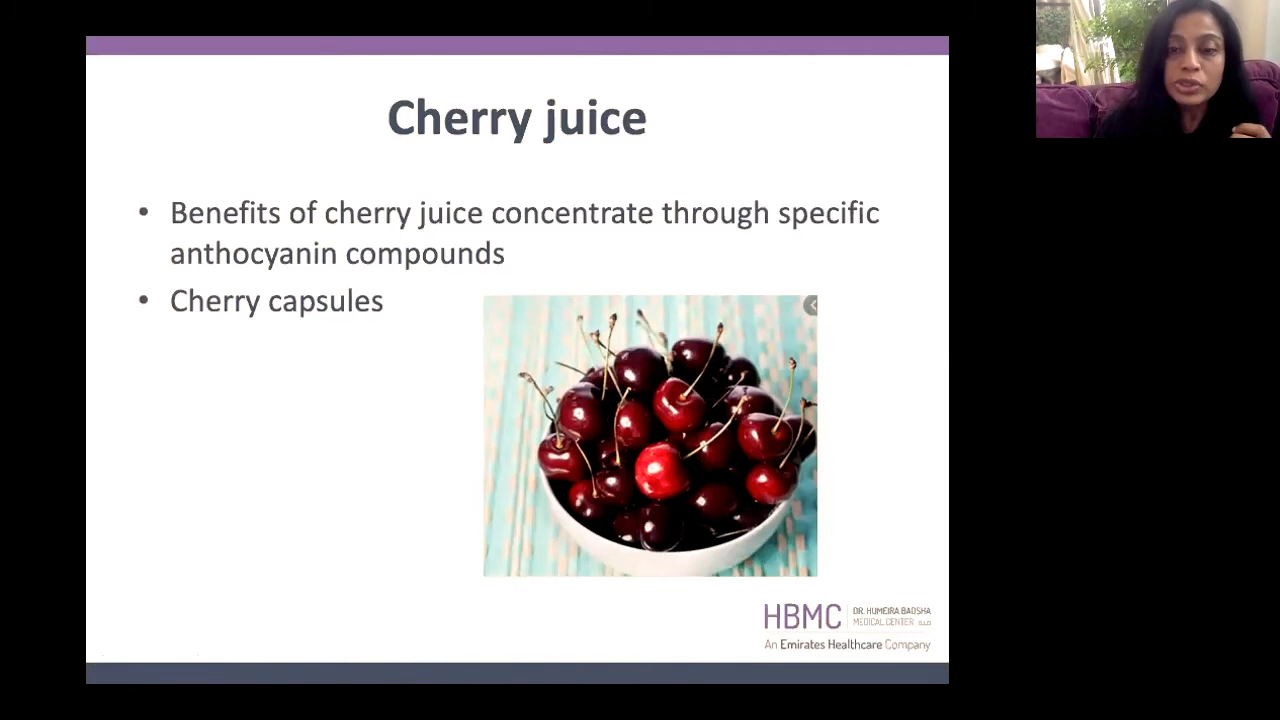 Cherry juice
• Benefits of cherry juice concentrate through specific
anthocyanin compounds
• Cherry capsules
HBMC
DR. HUMEIRA BADSHA
MEDICAL CENTER
An Emirates Healthcare Company